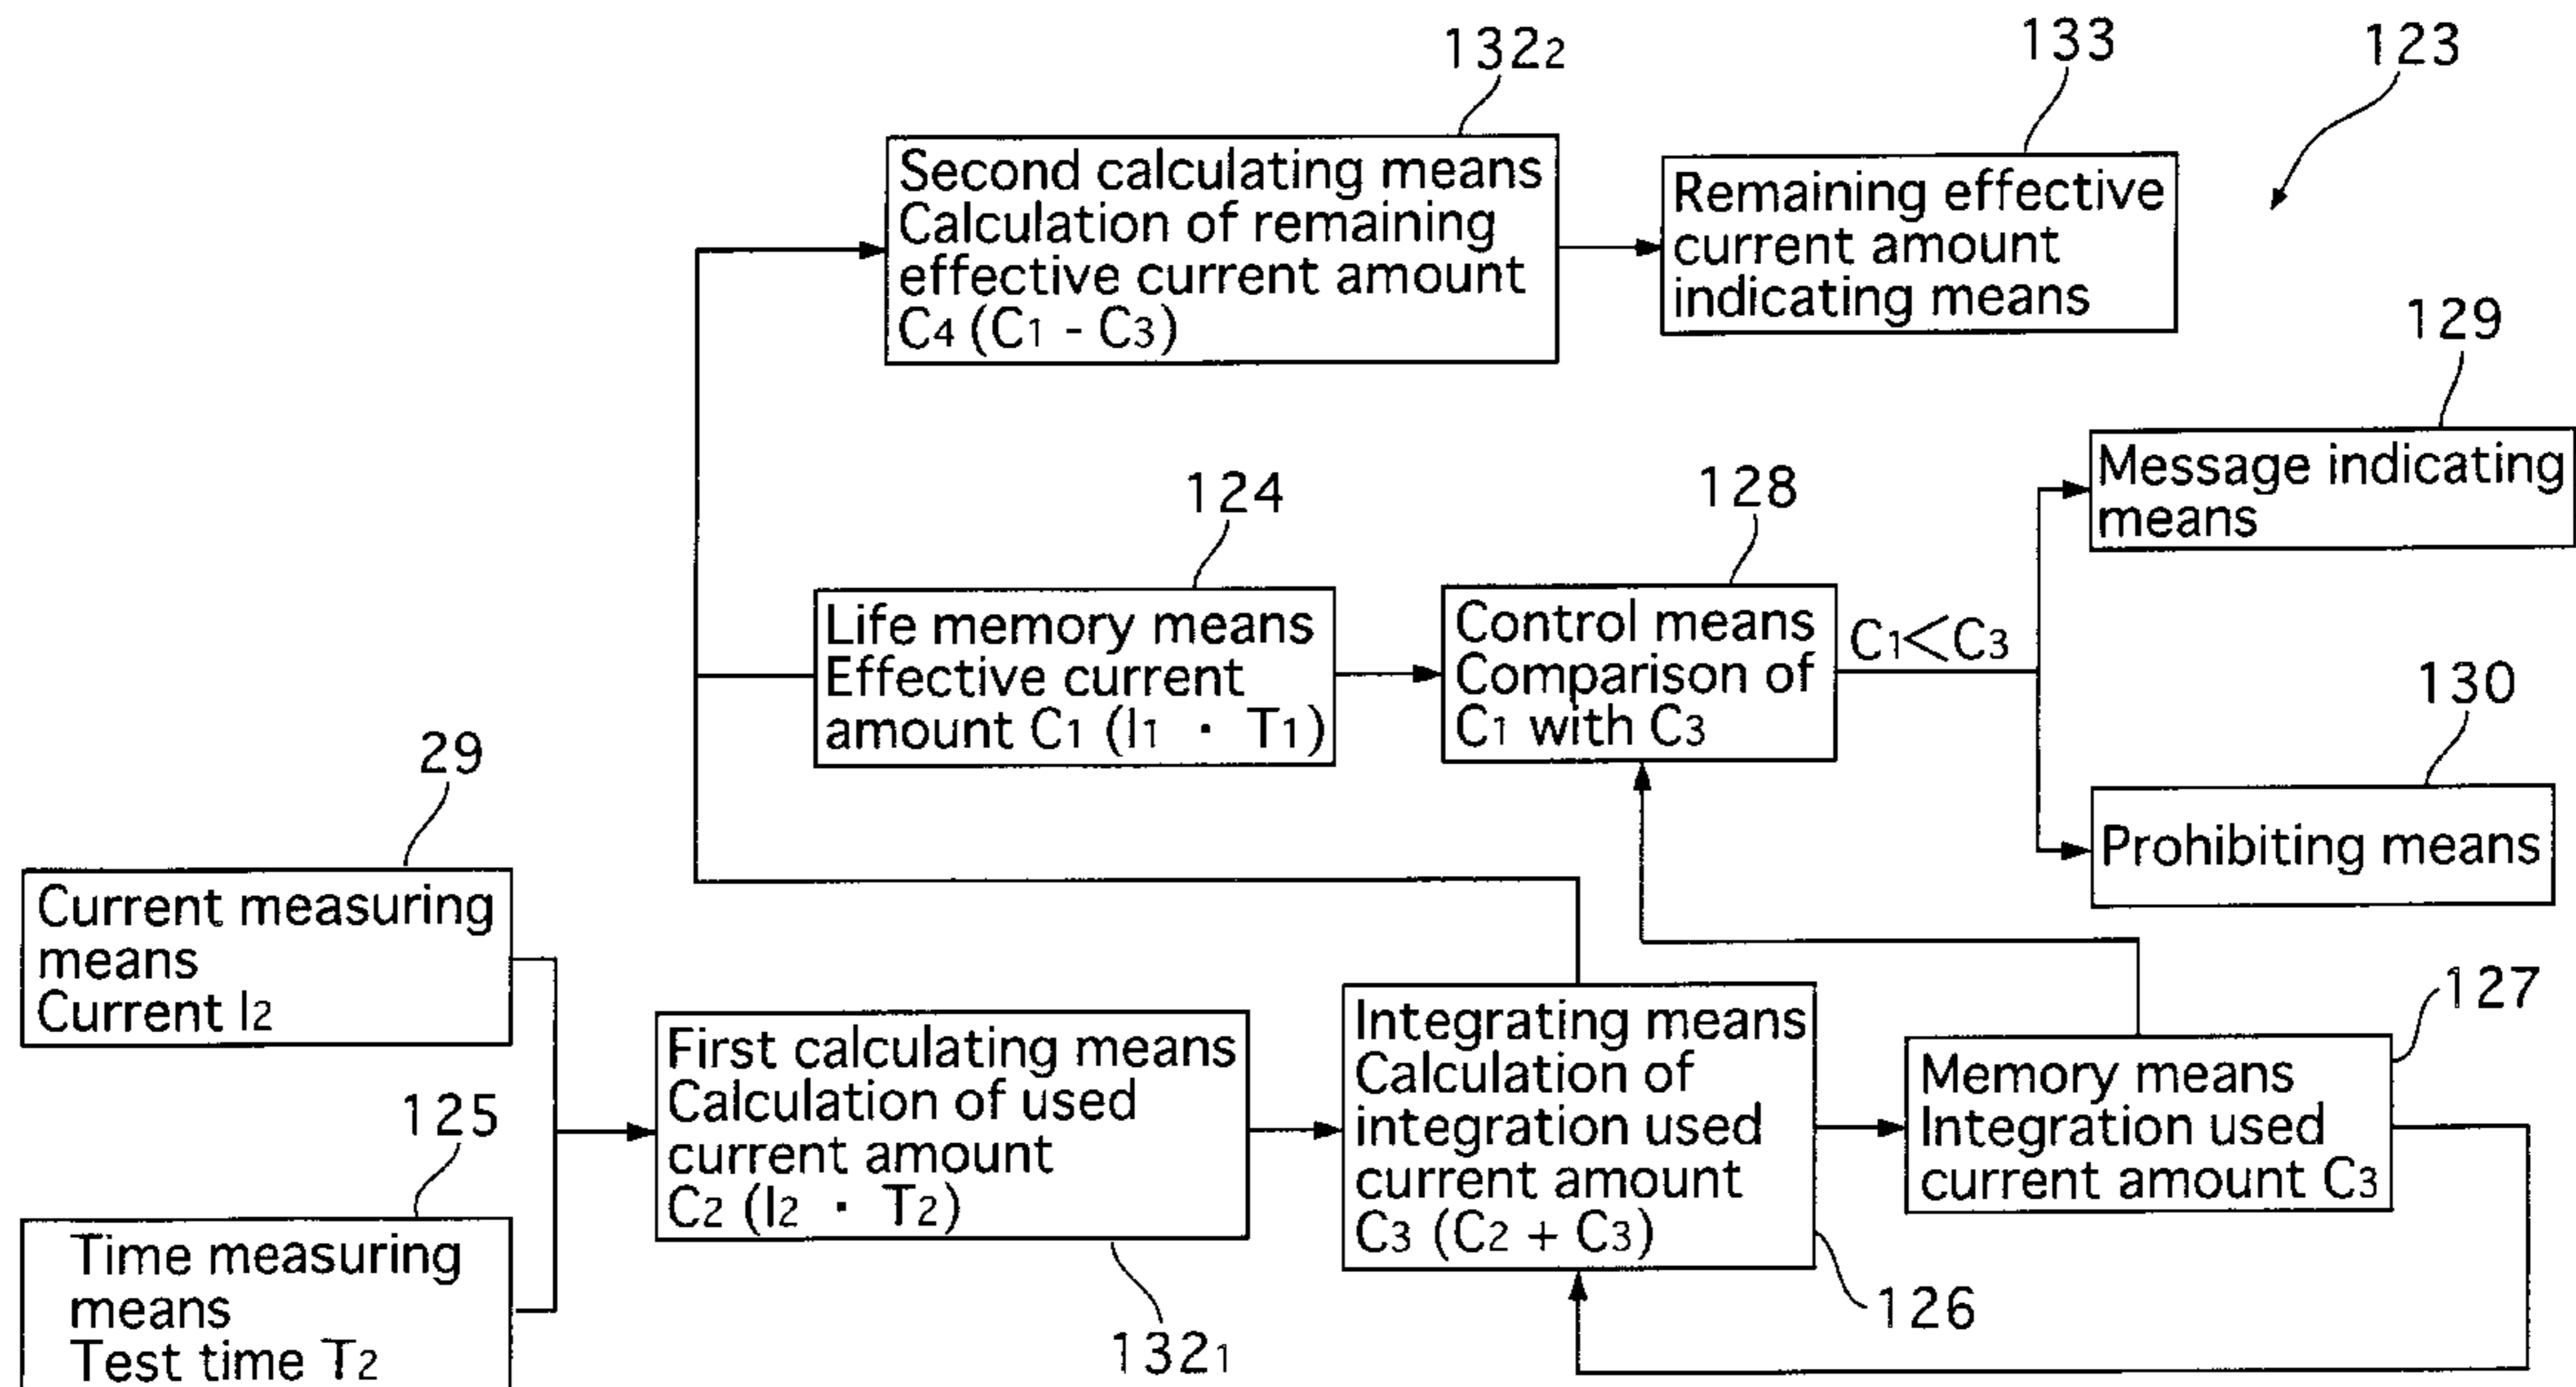 132₂
133
123
Second calculating means
Calculation of remaining
effective current amount
C4 (C1 - C3)
Remaining effective
current amount
indicating means
129
Message indicating
means
124
128
Life memory means
Effective current
amount C1 (I1 · T1)
Control means
Comparison of
C1 with C3
C1<C3
130
Prohibiting means
29
Current measuring
means
Current I2
125
Time measuring
means
Test time T2
First calculating means
Calculation of used
current amount
C2 (I2 · T2)
132₁
Integrating means
Calculation of
integration used
current amount
C3 (C2 + C3)
126
127
Memory means
Integration used
current amount C3